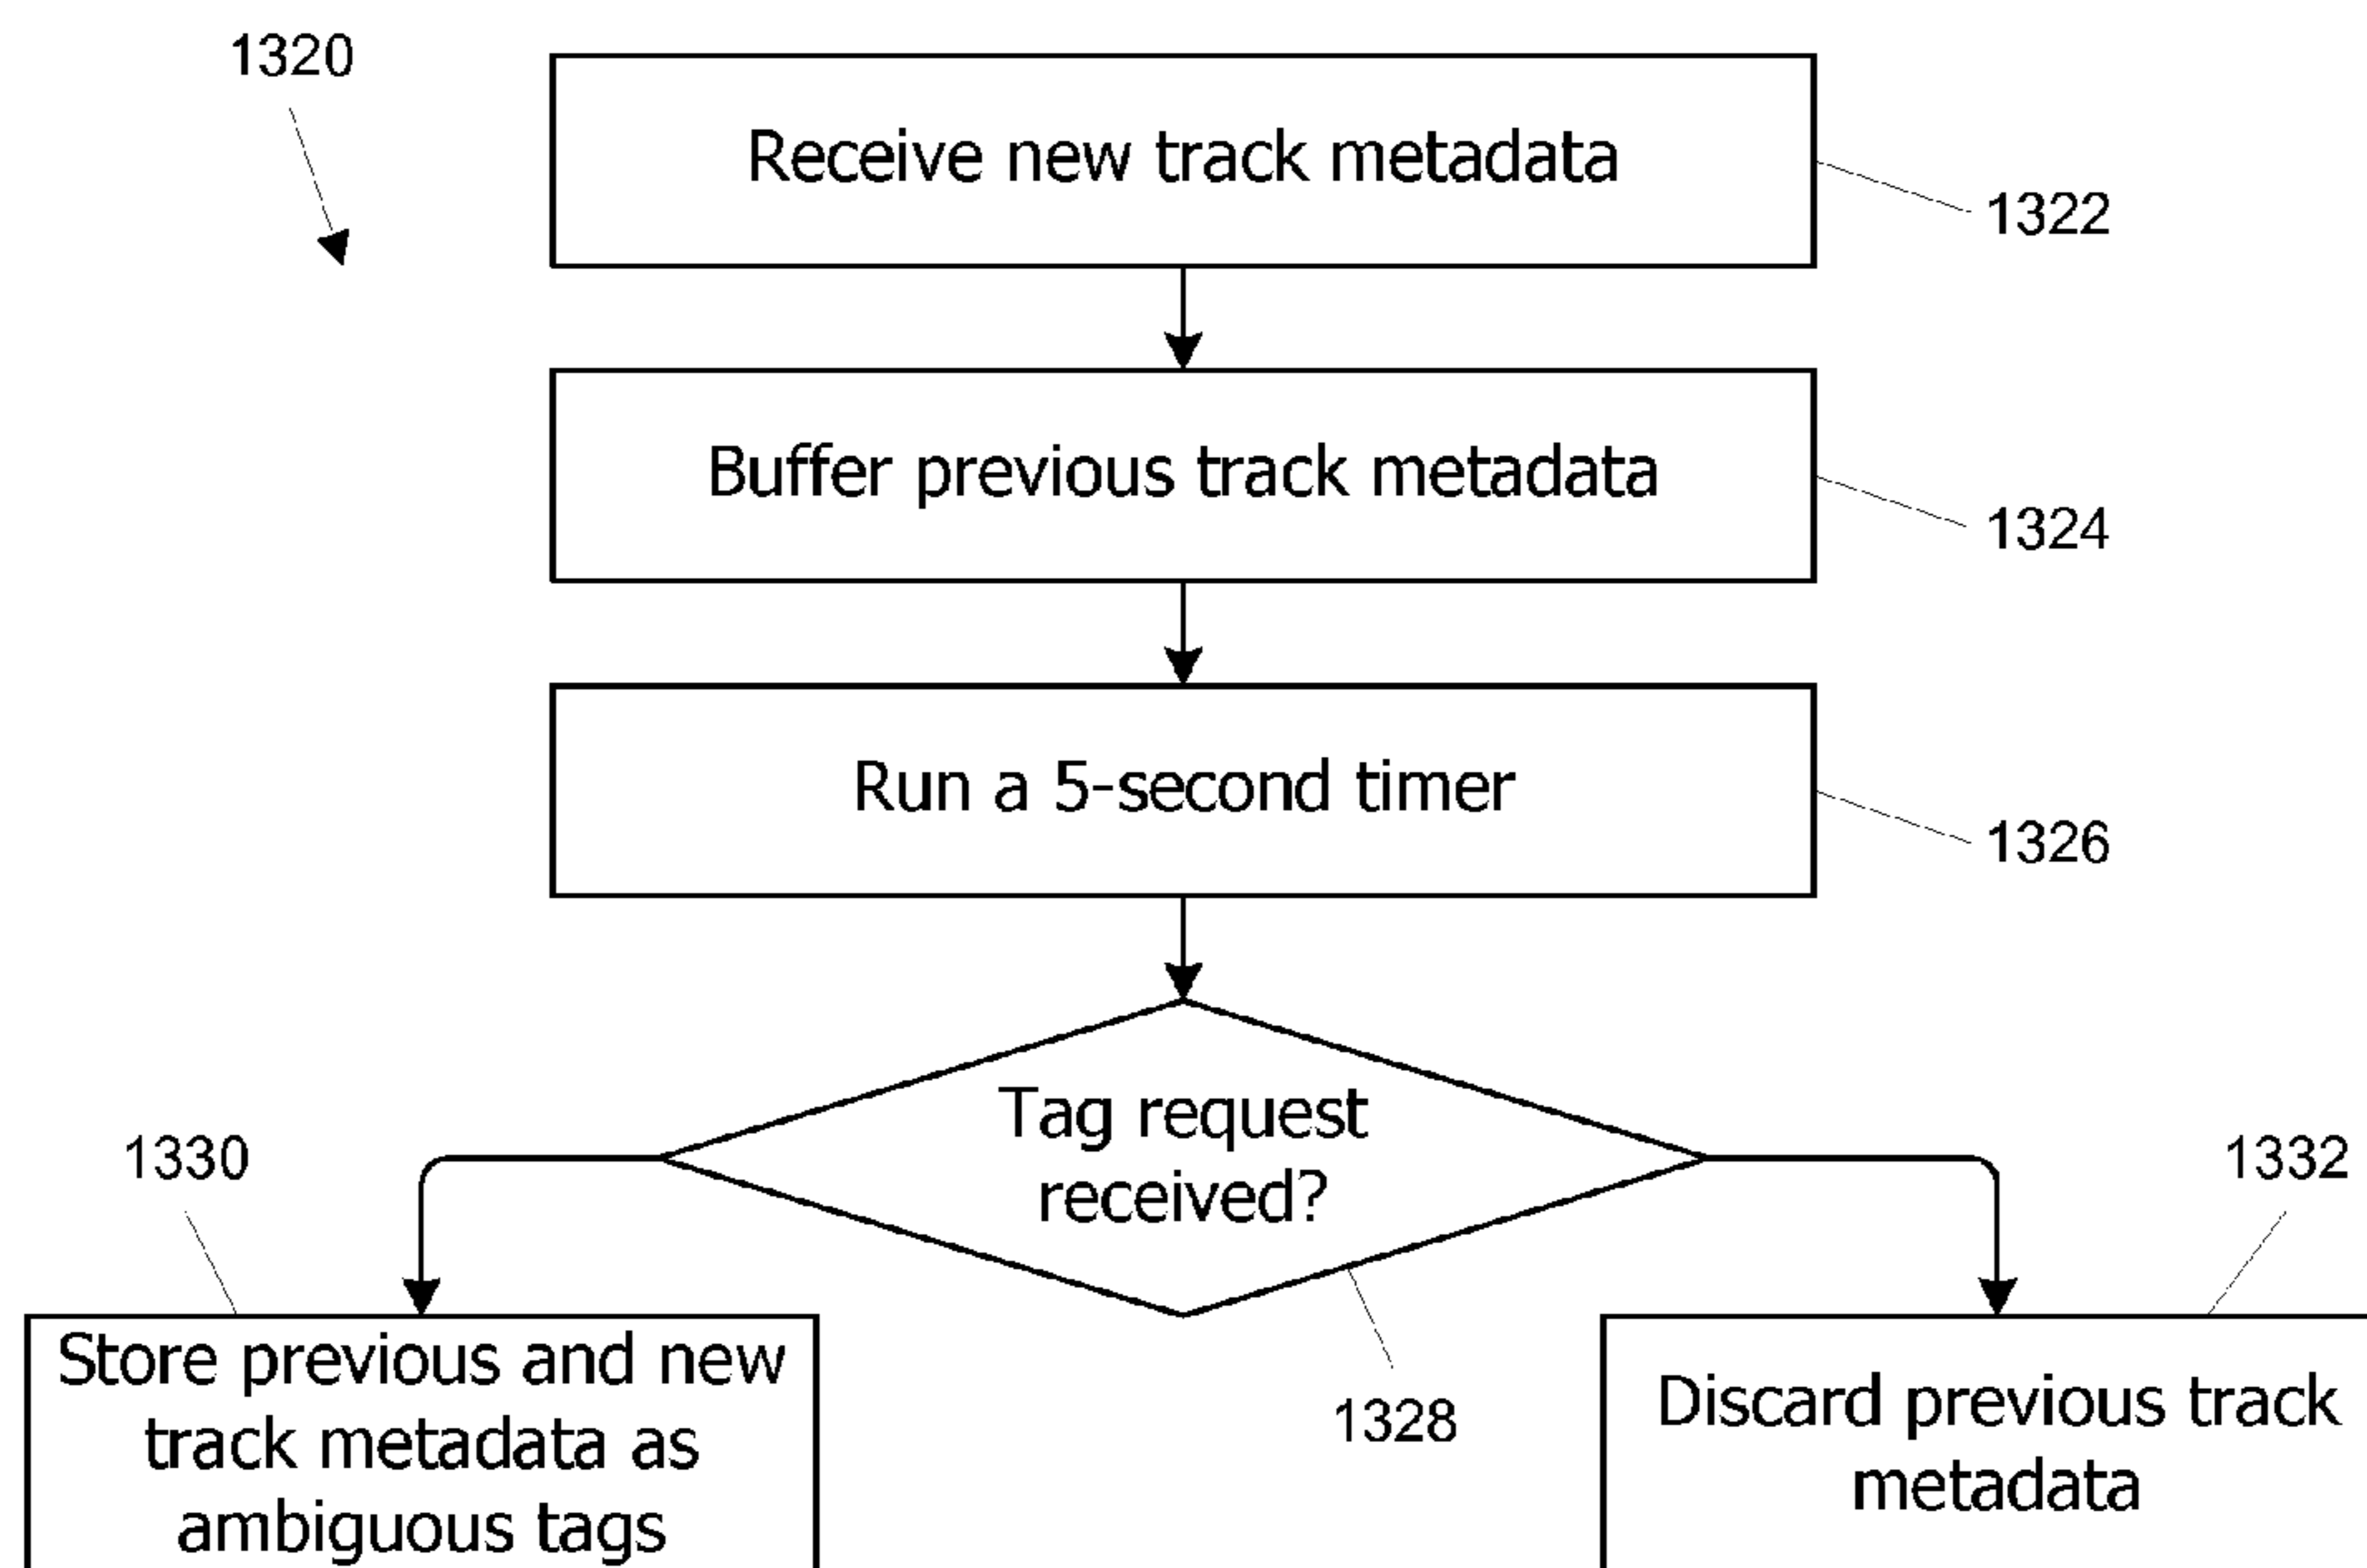 1320
Receive new track metadata
1322
Buffer previous track metadata
1324
Run a 5-second timer
1326
Tag request
received?
1328
1330
Store previous and new
track metadata as
ambiguous tags
1332
Discard previous track
metadata